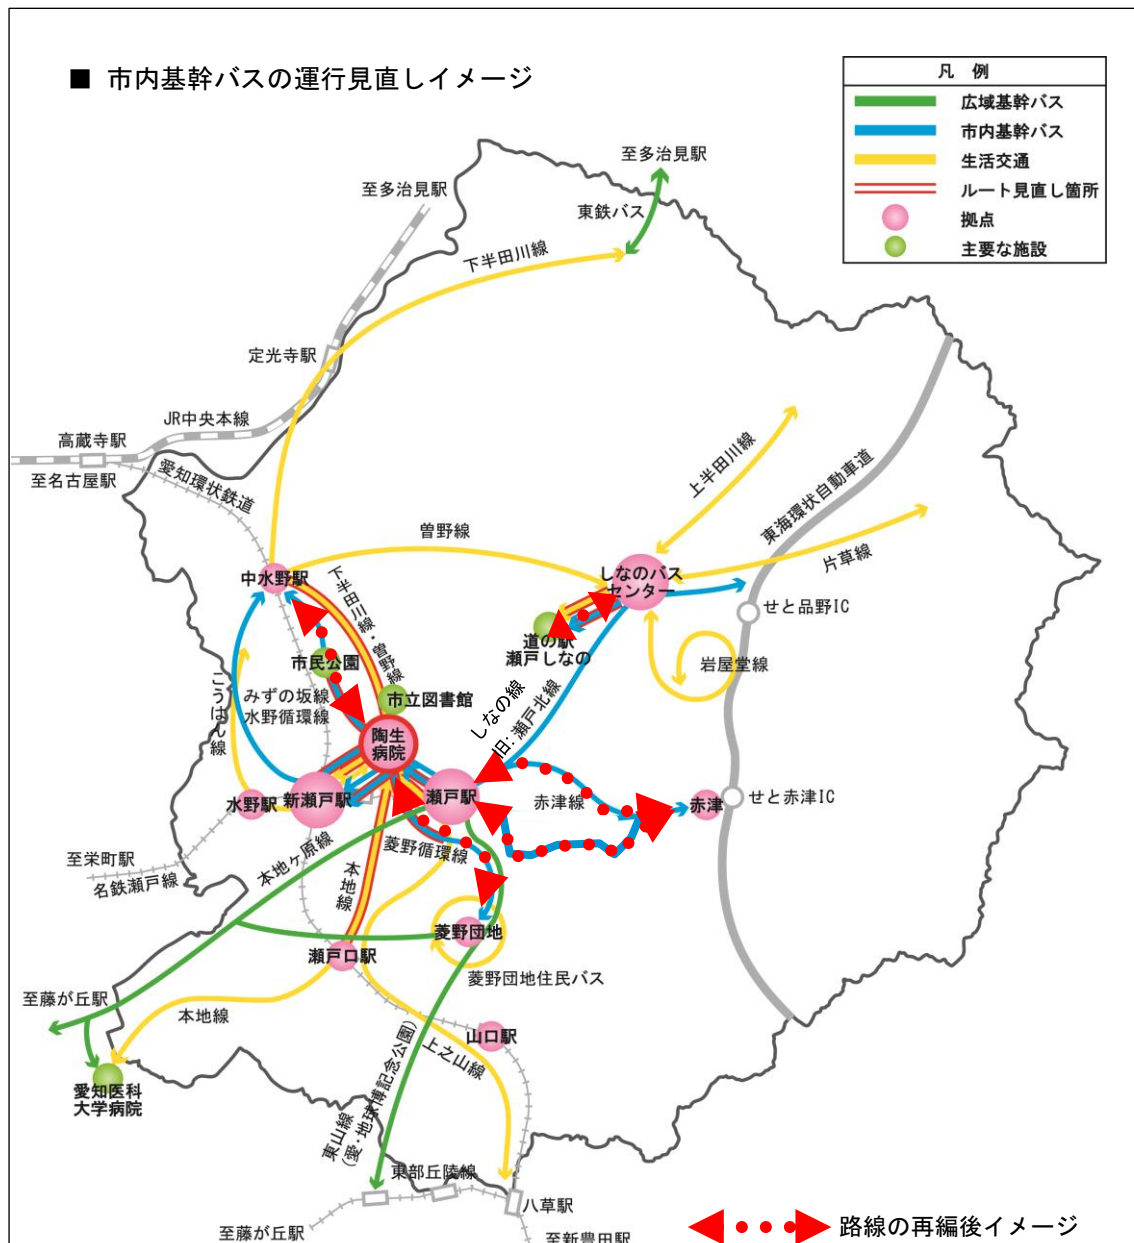 ■ 市内基幹バスの運行見直しイメージ
凡 例
広域基幹バス
市内基幹バス
生活交通
ルート見直し箇所
拠点
主要な施設
至多治見駅
至多治見駅
東鉄バス
下半田川線
定光寺駅
JR中央本線
高蔵寺駅
至名古屋駅
愛知環状鉄道
上半田川線
東海環状自動車道
曽野線
片草線
中水野駅
下半田川線・曽野線
しなのバス
センター
せと品野IC
道の駅
瀬戸しなの
岩屋堂線
市民公園
こうはん線
みずの坂線
水野循環線
市立図書館
しなの線
旧:瀬戸北線
陶生
病院
水野駅
新瀬戸駅
瀬戸駅
赤津線
赤津
せと赤津IC
至栄町駅
名鉄瀬戸線
本地ヶ原線
本地線
菱野循環線
菱野団地
瀬戸口駅
菱野団地住民バス
至藤が丘駅
本地線
山口駅
上之山線
愛知医科
大学病院
東山線
(愛・地球博記念公園)
東部丘陵線
八草駅
至藤が丘駅
至新豊田駅
路線の再編後イメージ